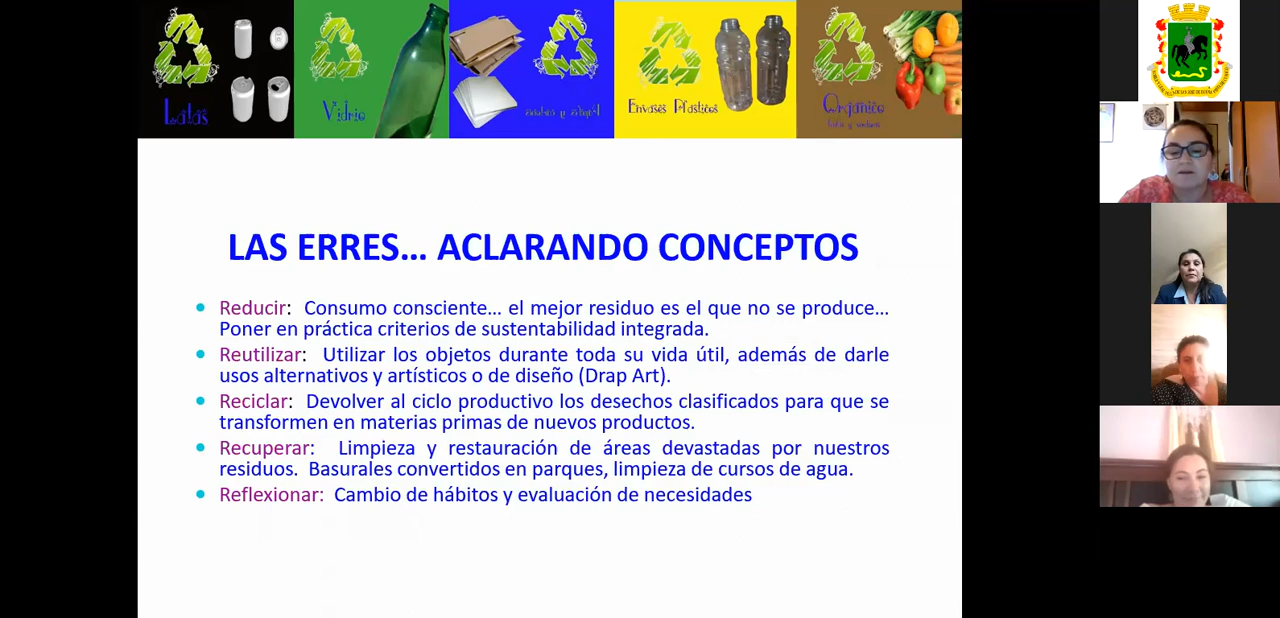 Latas
Vidrio
Papeles y cartones
Envases Plásticos
Orgánico
fruta y verdura
LAS ERRES... ACLARANDO CONCEPTOS
Reducir: Consumo consciente... el mejor residuo es el que no se produce...
Poner en práctica criterios de sustentabilidad integrada.
Reutilizar: Utilizar los objetos durante toda su vida útil, además de darle
usos alternativos y artísticos o de diseño (Drap Art).
Reciclar: Devolver al ciclo productivo los desechos clasificados para que se
transformen en materias primas de nuevos productos.
Recuperar: Limpieza y restauración de áreas devastadas por nuestros
residuos. Basurales convertidos en parques, limpieza de cursos de agua.
Reflexionar: Cambio de hábitos y evaluación de necesidades